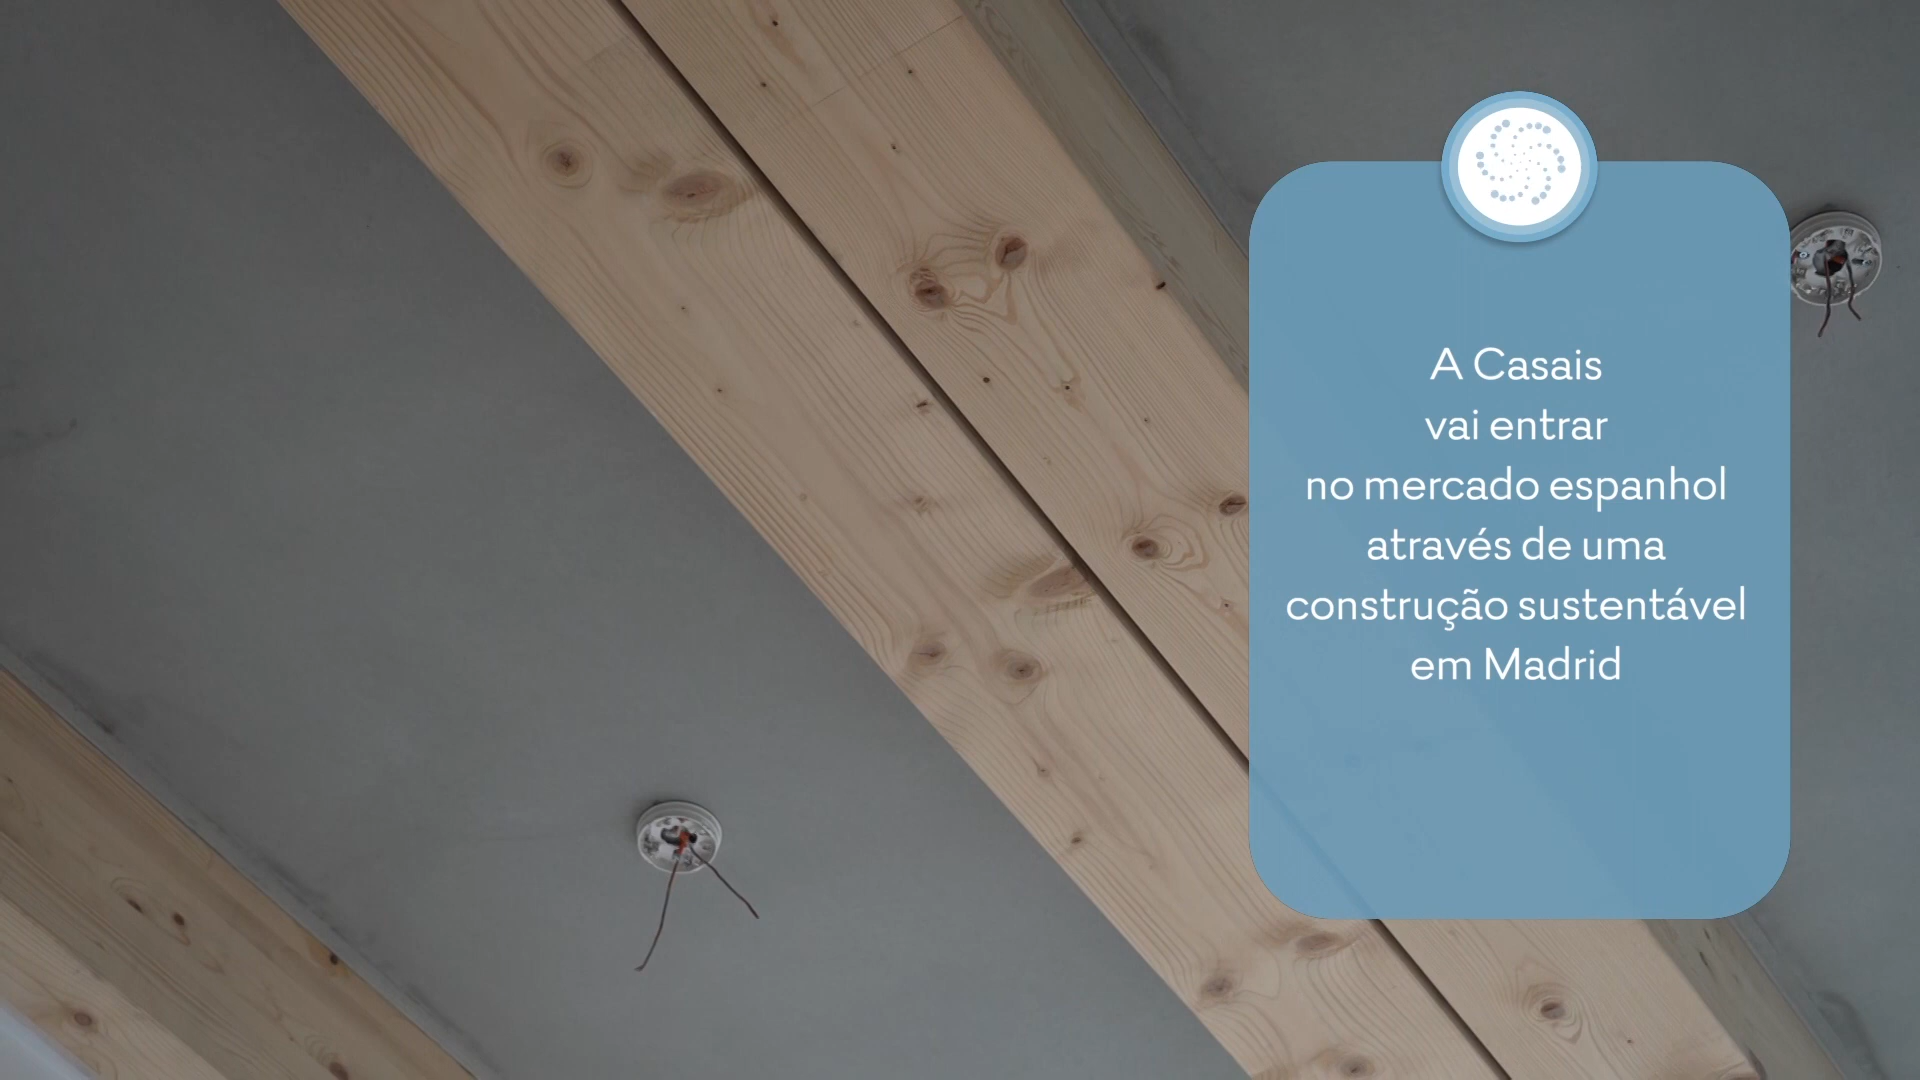 A Casais
vai entrar
no mercado espanhol
através de uma
construção sustentável
em Madrid